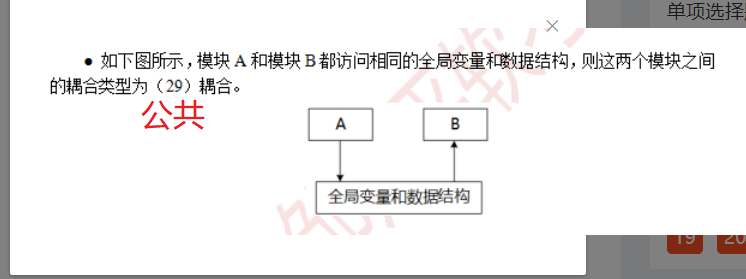 单项选择
×
● 如下图所示，模块 A 和模块 B 都访问相同的全局变量和数据结构，则这两个模块之间
的耦合类型为（29）耦合。
公共
A
B
全局变量和数据结构
19
20